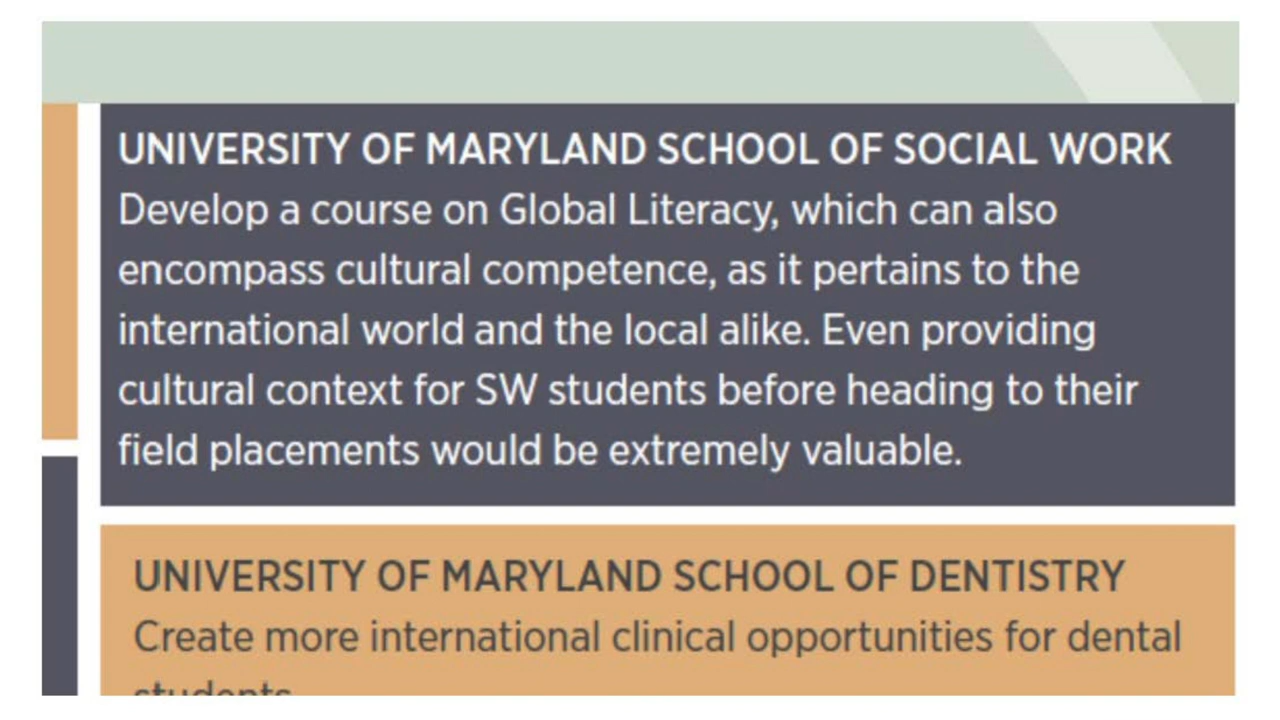 UNIVERSITY OF MARYLAND SCHOOL OF SOCIAL WORK
Develop a course on Global Literacy, which can also
encompass cultural competence, as it pertains to the
international world and the local alike. Even providing
cultural context for SW students before heading to their
field placements would be extremely valuable.
UNIVERSITY OF MARYLAND SCHOOL OF DENTISTRY
Create more international clinical opportunities for dental
students